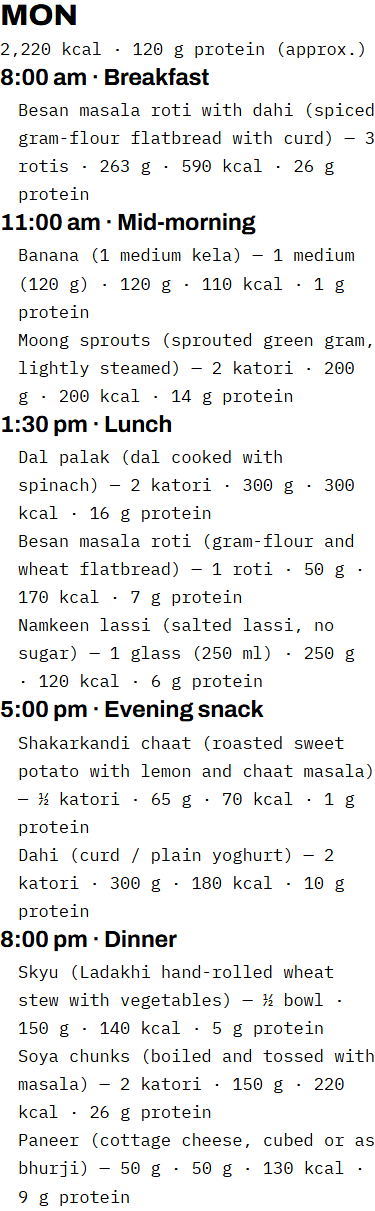 MON
2,220 kcal · 120 g protein (approx.)
8:00 am · Breakfast
Besan masala roti with dahi (spiced
gram-flour flatbread with curd) — 3
rotis · 263 g · 590 kcal · 26 g
protein
11:00 am · Mid-morning
Banana (1 medium kela) — 1 medium
(120 g) · 120 g · 110 kcal · 1 g
protein
Moong sprouts (sprouted green gram,
lightly steamed) — 2 katori · 200
g · 200 kcal · 14 g protein
1:30 pm · Lunch
Dal palak (dal cooked with
spinach) — 2 katori · 300 g · 300
kcal · 16 g protein
Besan masala roti (gram-flour and
wheat flatbread) — 1 roti · 50 g ·
170 kcal · 7 g protein
Namkeen lassi (salted lassi, no
sugar) — 1 glass (250 ml) · 250 g
· 120 kcal · 6 g protein
5:00 pm · Evening snack
Shakarkandi chaat (roasted sweet
potato with lemon and chaat masala)
— ½ katori · 65 g · 70 kcal · 1 g
protein
Dahi (curd / plain yoghurt) — 2
katori · 300 g · 180 kcal · 10 g
protein
8:00 pm · Dinner
Skyu (Ladakhi hand-rolled wheat
stew with vegetables) — ½ bowl ·
150 g · 140 kcal · 5 g protein
Soya chunks (boiled and tossed with
masala) — 2 katori · 150 g · 220
kcal · 26 g protein
Paneer (cottage cheese, cubed or as
bhurji) — 50 g · 50 g · 130 kcal ·
9 g protein